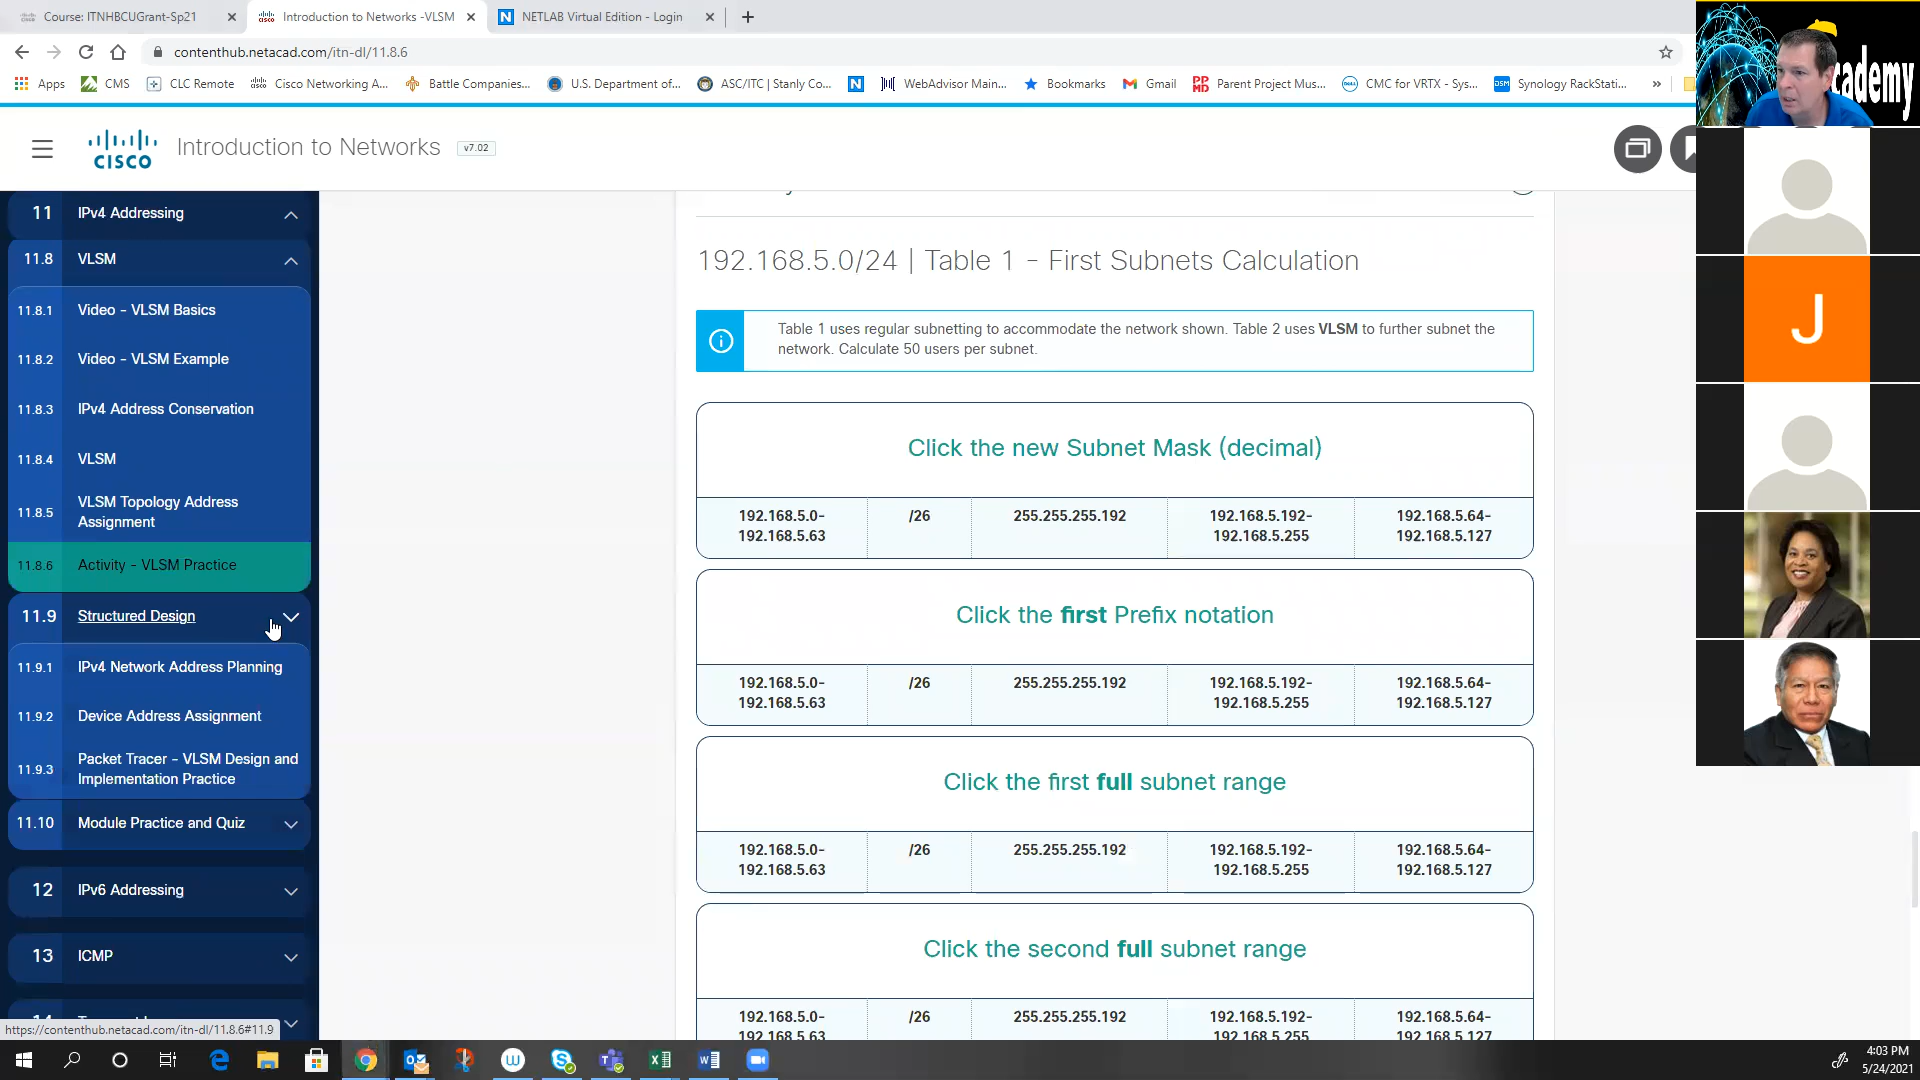 Course: ITNHBCUGrant-Sp21
Introduction to Networks -VLSM
NETLAB Virtual Edition - Login
contenthub.netacad.com/itn-dl/11.8.6
Apps
CMS
CLC Remote
Cisco Networking A...
Battle Companies...
U.S. Department of...
ASC/ITC | Stanly Co...
WebAdvisor Main...
Bookmarks
Gmail
Parent Project Mus...
CMC for VRTX - Sys...
Synology RackStati...
»
cademy
CISCO
Introduction to Networks
v7.02
11 IPv4 Addressing
11.8 VLSM
11.8.1 Video - VLSM Basics
11.8.2 Video - VLSM Example
11.8.3 IPv4 Address Conservation
11.8.4 VLSM
11.8.5 VLSM Topology Address
Assignment
11.8.6 Activity - VLSM Practice
11.9 Structured Design
11.9.1 IPv4 Network Address Planning
11.9.2 Device Address Assignment
11.9.3 Packet Tracer - VLSM Design and
Implementation Practice
11.10 Module Practice and Quiz
12 IPv6 Addressing
13 ICMP
https://contenthub.netacad.com/itn-dl/11.8.6#11.9
192.168.5.0/24 | Table 1 - First Subnets Calculation
Table 1 uses regular subnetting to accommodate the network shown. Table 2 uses VLSM to further subnet the
network. Calculate 50 users per subnet.
Click the new Subnet Mask (decimal)
192.168.5.0- /26 255.255.255.192 192.168.5.192- 192.168.5.64-
192.168.5.63 192.168.5.255 192.168.5.127
Click the first Prefix notation
192.168.5.0- /26 255.255.255.192 192.168.5.192- 192.168.5.64-
192.168.5.63 192.168.5.255 192.168.5.127
Click the first full subnet range
192.168.5.0- /26 255.255.255.192 192.168.5.192- 192.168.5.64-
192.168.5.63 192.168.5.255 192.168.5.127
Click the second full subnet range
192.168.5.0- /26 255.255.255.192 192.168.5.192- 192.168.5.64-
192.168.5.63 192.168.5.255 192.168.5.127
J
4:03 PM
5/24/2021